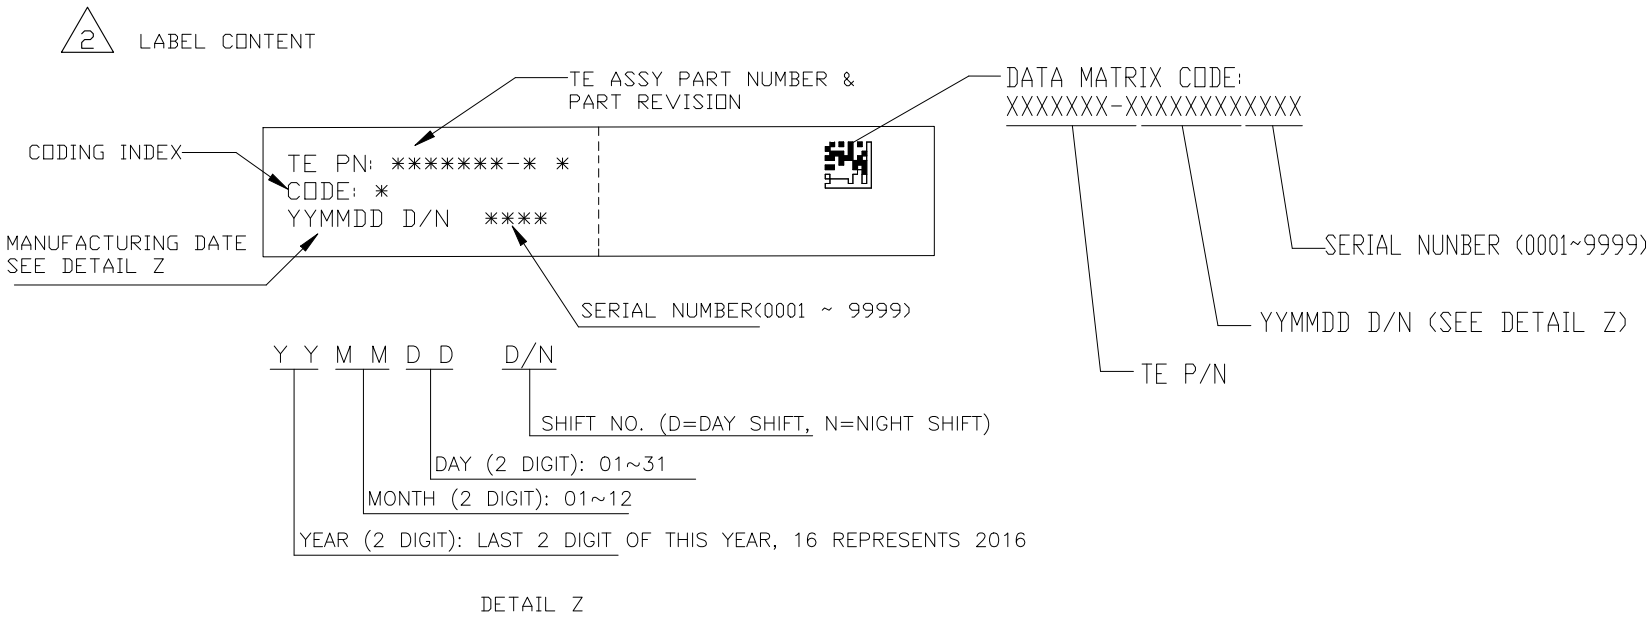 2 LABEL CONTENT
TE ASSY PART NUMBER &
PART REVISION
DATA MATRIX CODE:
XXXXXXX-XXXXXXXXXXXX
CODING INDEX
TE PN: *******-* *
CODE: *
YYMMDD D/N ****
MANUFACTURING DATE
SEE DETAIL Z
SERIAL NUNBER (0001~9999)
SERIAL NUMBER(0001 ~ 9999)
YYMMDD D/N (SEE DETAIL Z)
TE P/N
Y Y M M D D D/N
SHIFT NO. (D=DAY SHIFT, N=NIGHT SHIFT)
DAY (2 DIGIT): 01~31
MONTH (2 DIGIT): 01~12
YEAR (2 DIGIT): LAST 2 DIGIT OF THIS YEAR, 16 REPRESENTS 2016
DETAIL Z